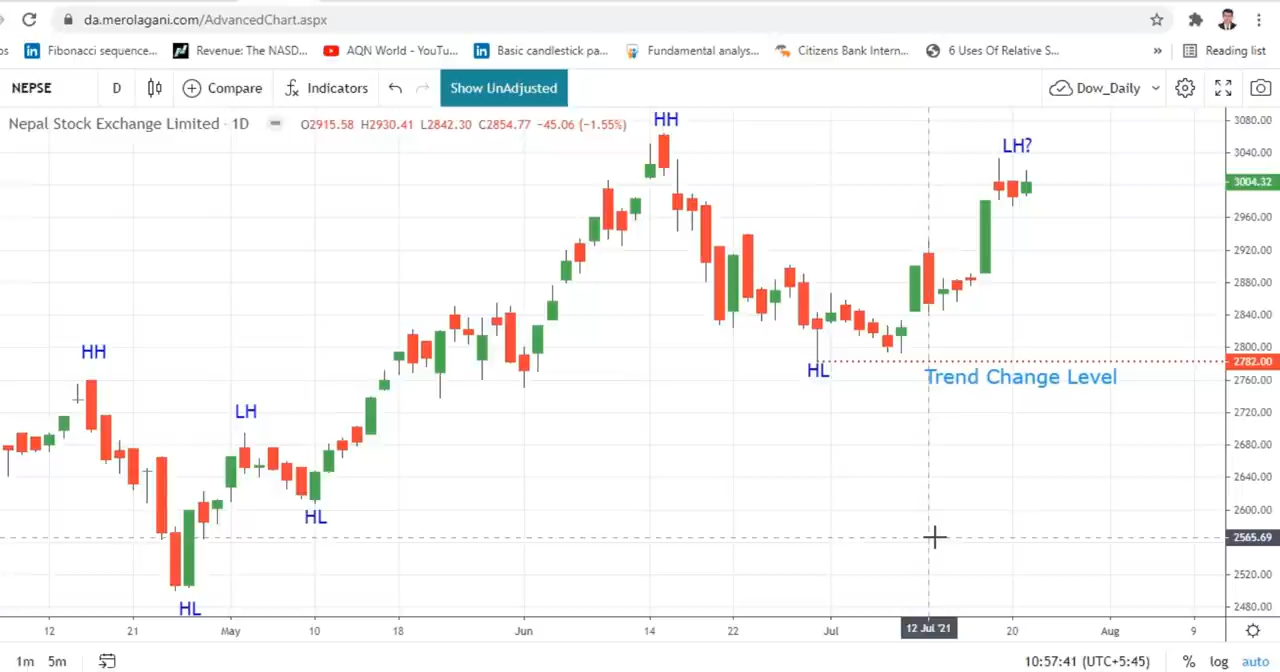 da.merolagani.com/AdvancedChart.aspx
os Fibonacci sequence... Revenue: The NASD... AQN World - YouTu... Basic candlestick pa... Fundamental analys... Citizens Bank Intern... 6 Uses Of Relative S... » Reading list
NEPSE D Compare Indicators Show UnAdjusted Dow_Daily
Nepal Stock Exchange Limited · 1D O2915.58 H2930.41 L2842.30 C2854.77 -45.06 (-1.55%)
HH
3080.00
LH?
3040.00
3004.32
2960.00
2920.00
2880.00
2840.00
2800.00
HH
2782.00
HL
Trend Change Level
2760.00
LH
2720.00
2680.00
2640.00
HL
2600.00
2565.69
2520.00
HL
2480.00
12 21 May 10 18 Jun 14 22 Jul 12 Jul '21 20 Aug 9
1m 5m 10:57:41 (UTC+5:45) % log auto